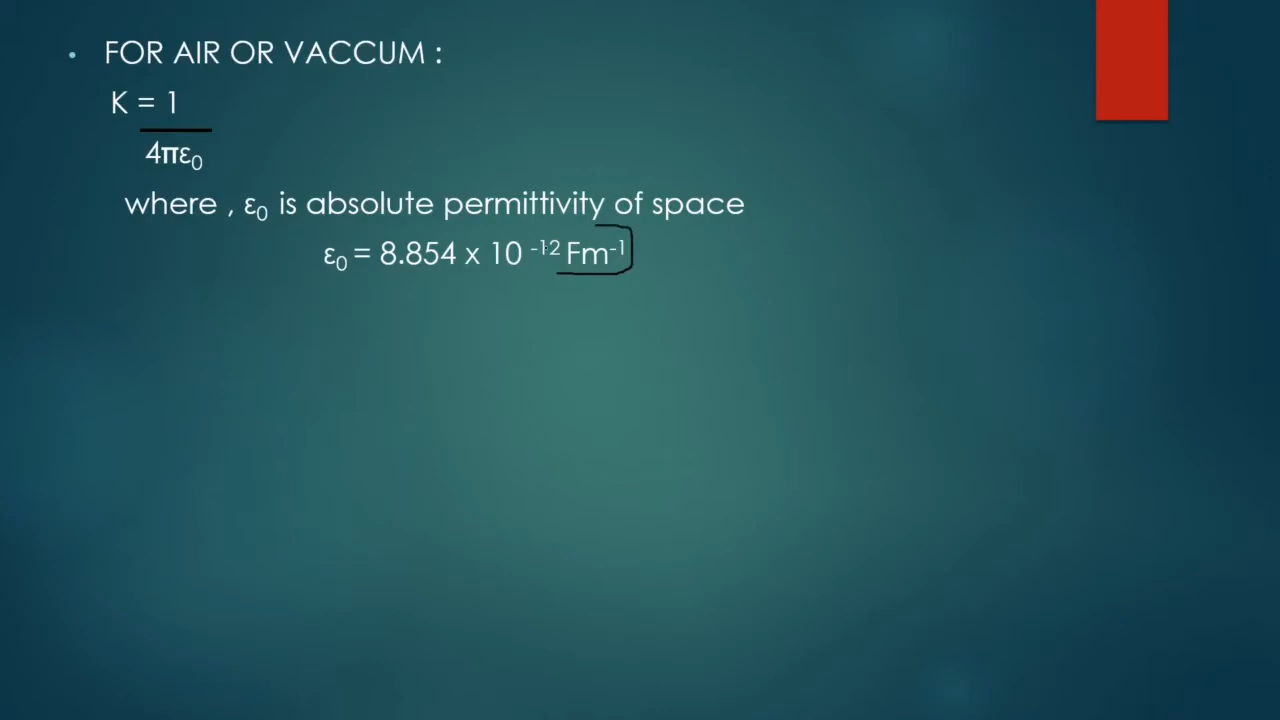 • FOR AIR OR VACCUM :
K = 1
4πε₀
where , ε₀ is absolute permittivity of space
ε₀ = 8.854 x 10 ⁻¹² Fm⁻¹